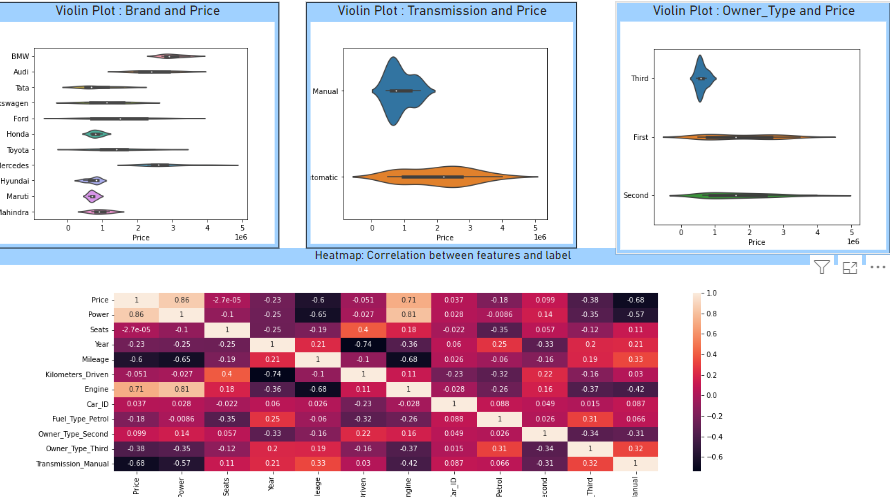 Violin Plot : Brand and Price
Violin Plot : Transmission and Price
Violin Plot : Owner_Type and Price
BMW
Audi
Tata
kswagen
Ford
Honda
Toyota
ercedes
Hyundai
Maruti
Mahindra
0 1 2 3 4 5
1e6
Price
Manual
tomatic
0 1 2 3 4 5
1e6
Price
Third
First
Second
0 1 2 3 4 5
1e6
Price
Heatmap: Correlation between features and label
Price 1 0.86 -2.7e-05 -0.23 -0.6 -0.051 0.71 0.037 -0.18 0.099 -0.38 -0.68
Power 0.86 1 -0.1 -0.25 -0.65 -0.027 0.81 0.028 -0.0086 0.14 -0.35 -0.57
Seats -2.7e-05 -0.1 1 -0.25 -0.19 0.4 0.18 -0.022 -0.35 0.057 -0.12 0.11
Year -0.23 -0.25 -0.25 1 0.21 -0.74 -0.36 0.06 0.25 -0.33 0.2 0.21
Mileage -0.6 -0.65 -0.19 0.21 1 -0.1 -0.68 0.026 -0.06 -0.16 0.19 0.33
Kilometers_Driven -0.051 -0.027 0.4 -0.74 -0.1 1 0.11 -0.23 -0.32 0.22 -0.16 0.03
Engine 0.71 0.81 0.18 -0.36 -0.68 0.11 1 -0.028 -0.26 0.16 -0.37 -0.42
Car_ID 0.037 0.028 -0.022 0.06 0.026 -0.23 -0.028 1 0.088 0.049 0.015 0.087
Fuel_Type_Petrol -0.18 -0.0086 -0.35 0.25 -0.06 -0.32 -0.26 0.088 1 0.026 0.31 0.066
Owner_Type_Second 0.099 0.14 0.057 -0.33 -0.16 0.22 0.16 0.049 0.026 1 -0.34 -0.31
Owner_Type_Third -0.38 -0.35 -0.12 0.2 0.19 -0.16 -0.37 0.015 0.31 -0.34 1 0.32
Transmission_Manual -0.68 -0.57 0.11 0.21 0.33 0.03 -0.42 0.087 0.066 -0.31 0.32 1
Price Power Seats Year leage riven ngine Car_ID Petrol econd _Third anual
1.0
0.8
0.6
0.4
0.2
0.0
-0.2
-0.4
-0.6